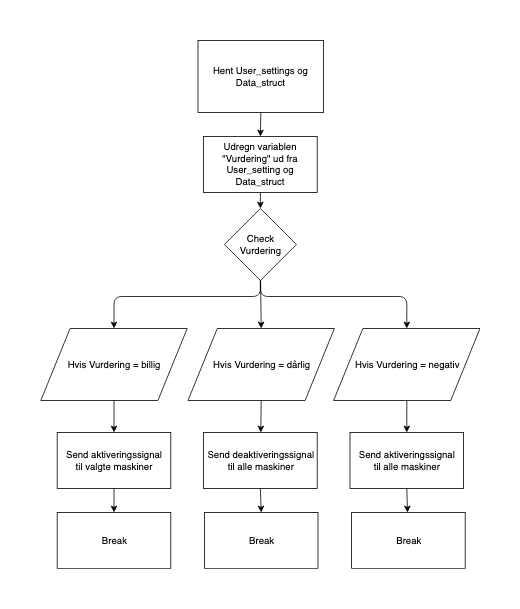 Hent User_settings og
Data_struct
Udregn variablen
"Vurdering" ud fra
User_setting og
Data_struct
Check
Vurdering
Hvis Vurdering = billig
Hvis Vurdering = dårlig
Hvis Vurdering = negativ
Send aktiveringssignal
til valgte maskiner
Send deaktiveringssignal
til alle maskiner
Send aktiveringssignal
til alle maskiner
Break
Break
Break